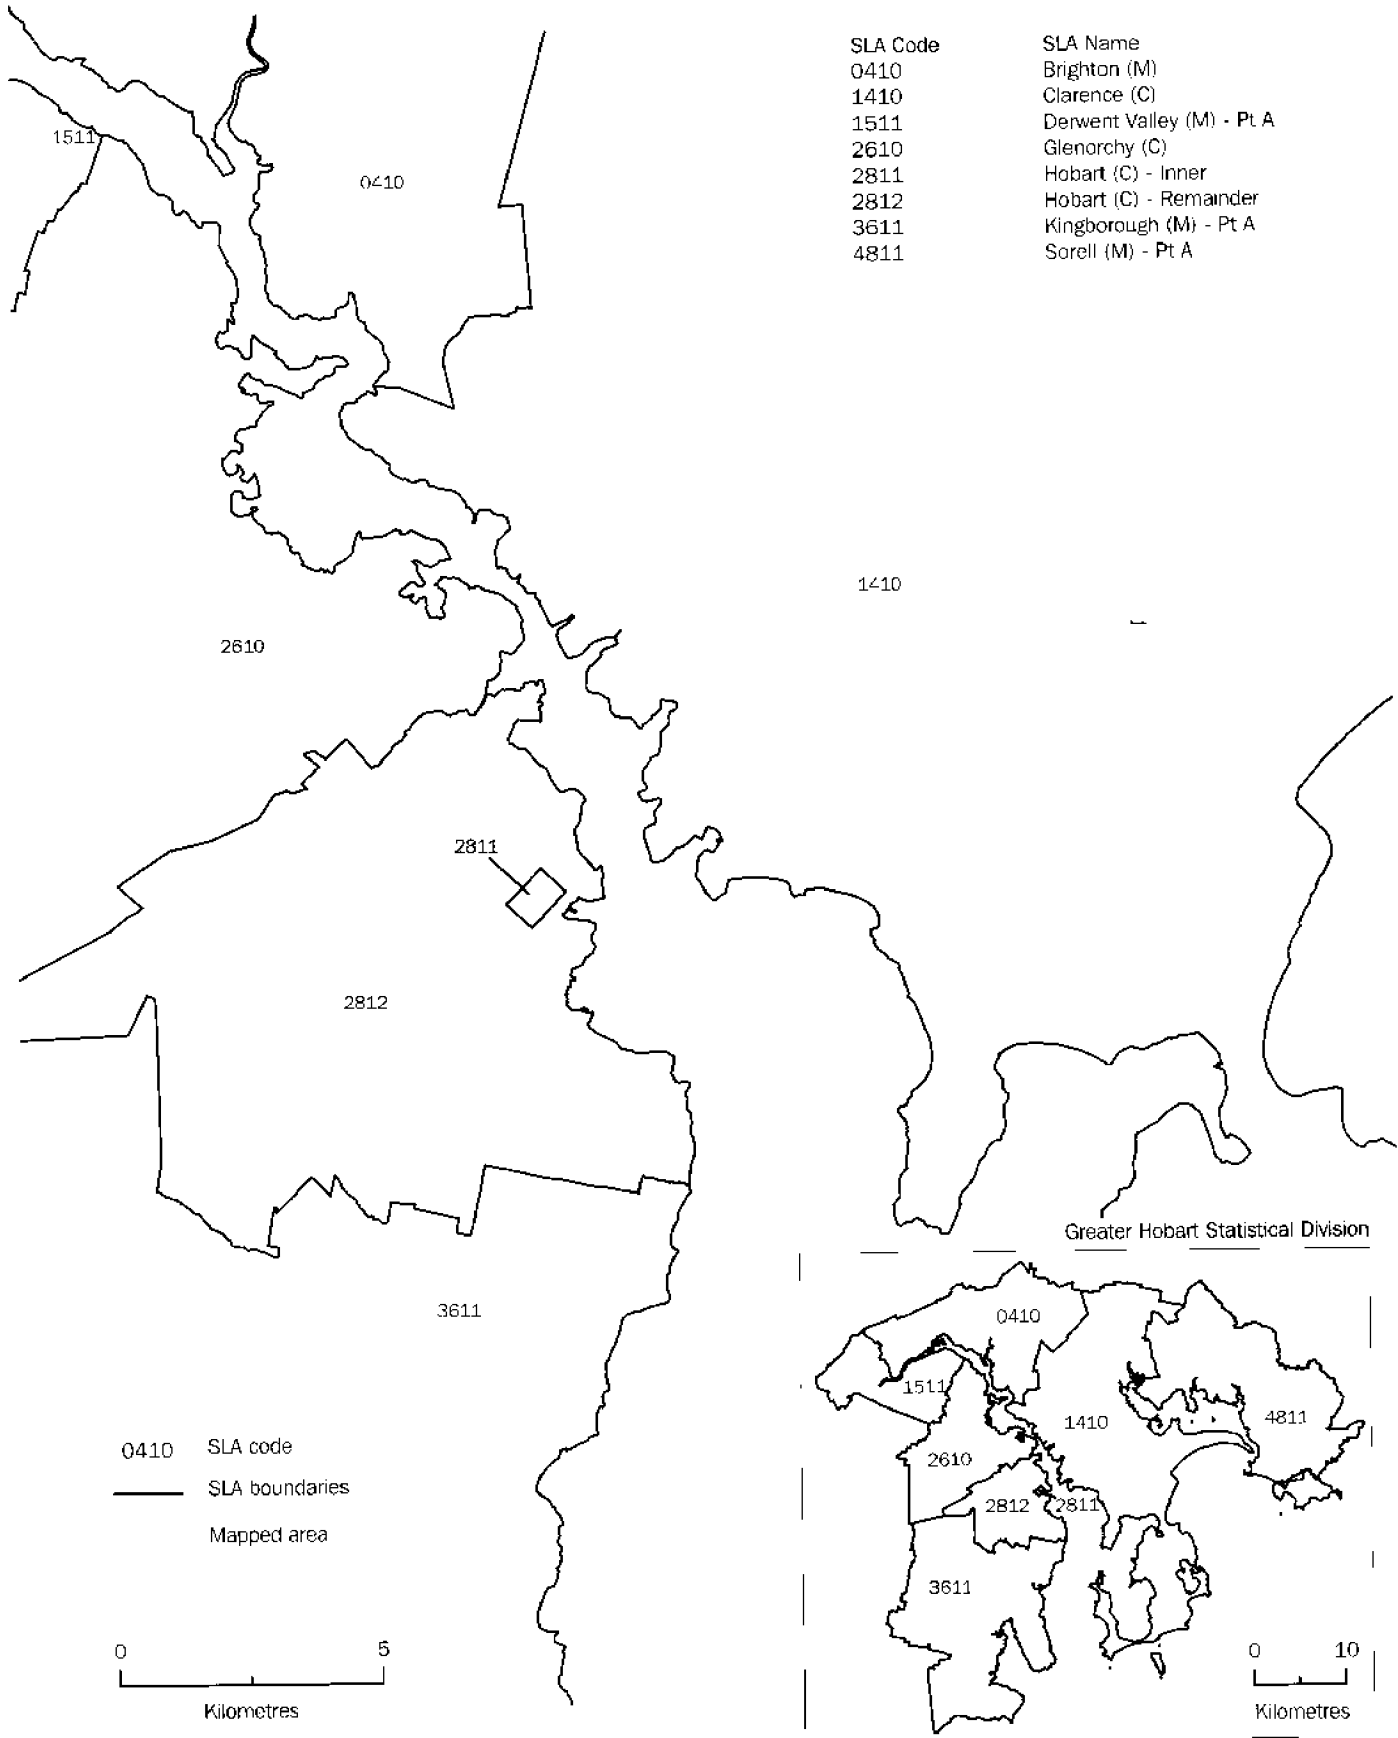 SLA Code SLA Name
0410 Brighton (M)
1410 Clarence (C)
1511 Derwent Valley (M) - Pt A
2610 Glenorchy (C)
2811 Hobart (C) - Inner
2812 Hobart (C) - Remainder
3611 Kingborough (M) - Pt A
4811 Sorell (M) - Pt A
1511
0410
1410
2610
2811
2812
3611
0410 SLA code
SLA boundaries
Mapped area
0 5
Kilometres
Greater Hobart Statistical Division
0410
1511
1410
4811
2610
2812
2811
3611
0 10
Kilometres